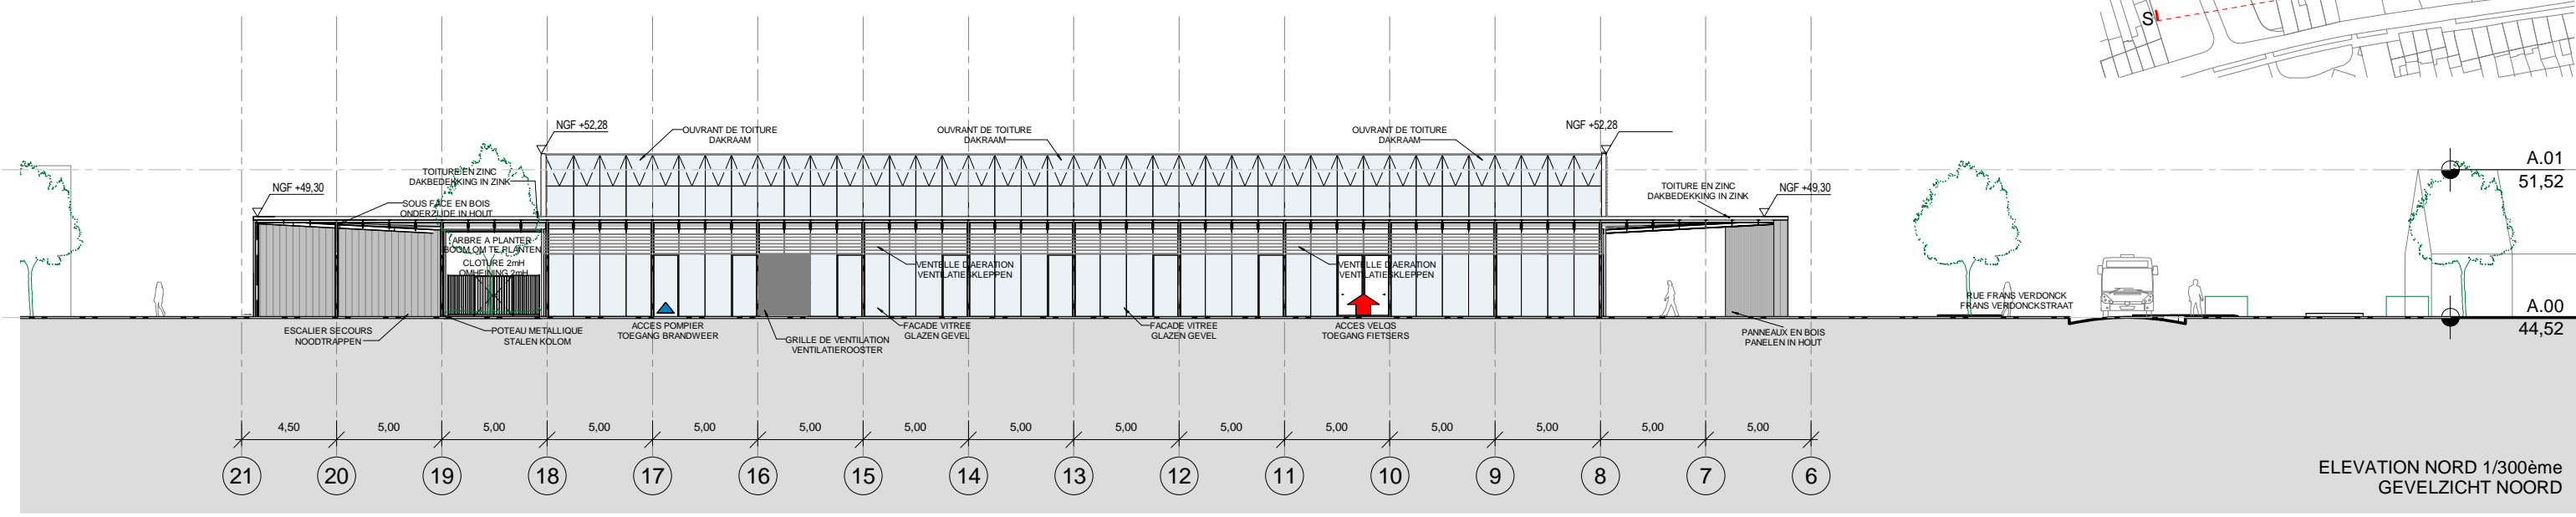 S
NGF +52,28
OUVRANT DE TOITURE
DAKRAAM
OUVRANT DE TOITURE
DAKRAAM
OUVRANT DE TOITURE
DAKRAAM
NGF +52,28
A.01
51,52
NGF +49,30
TOITURE EN ZINC
DAKBEDEKKING IN ZINK
SOUS FACE EN BOIS
ONDERZIJDE IN HOUT
TOITURE EN ZINC
DAKBEDEKKING IN ZINK
NGF +49,30
ARBRE A PLANTER
BOOM OM TE PLANTEN
CLOTURE 2mH
OMHEINING 2mH
VENTELLE D'AERATION
VENTILATIESKLEPPEN
VENTELLE D'AERATION
VENTILATIESKLEPPEN
RUE FRANS VERDONCK
FRANS VERDONCKSTRAAT
A.00
44,52
ESCALIER SECOURS
NOODTRAPPEN
POTEAU METALLIQUE
STALEN KOLOM
ACCES POMPIER
TOEGANG BRANDWEER
GRILLE DE VENTILATION
VENTILATIEROOSTER
FACADE VITREE
GLAZEN GEVEL
FACADE VITREE
GLAZEN GEVEL
ACCES VELOS
TOEGANG FIETSERS
PANNEAUX EN BOIS
PANELEN IN HOUT
4,50 5,00 5,00 5,00 5,00 5,00 5,00 5,00 5,00 5,00 5,00 5,00 5,00 5,00 5,00
21 20 19 18 17 16 15 14 13 12 11 10 9 8 7 6
ELEVATION NORD 1/300ème
GEVELZICHT NOORD